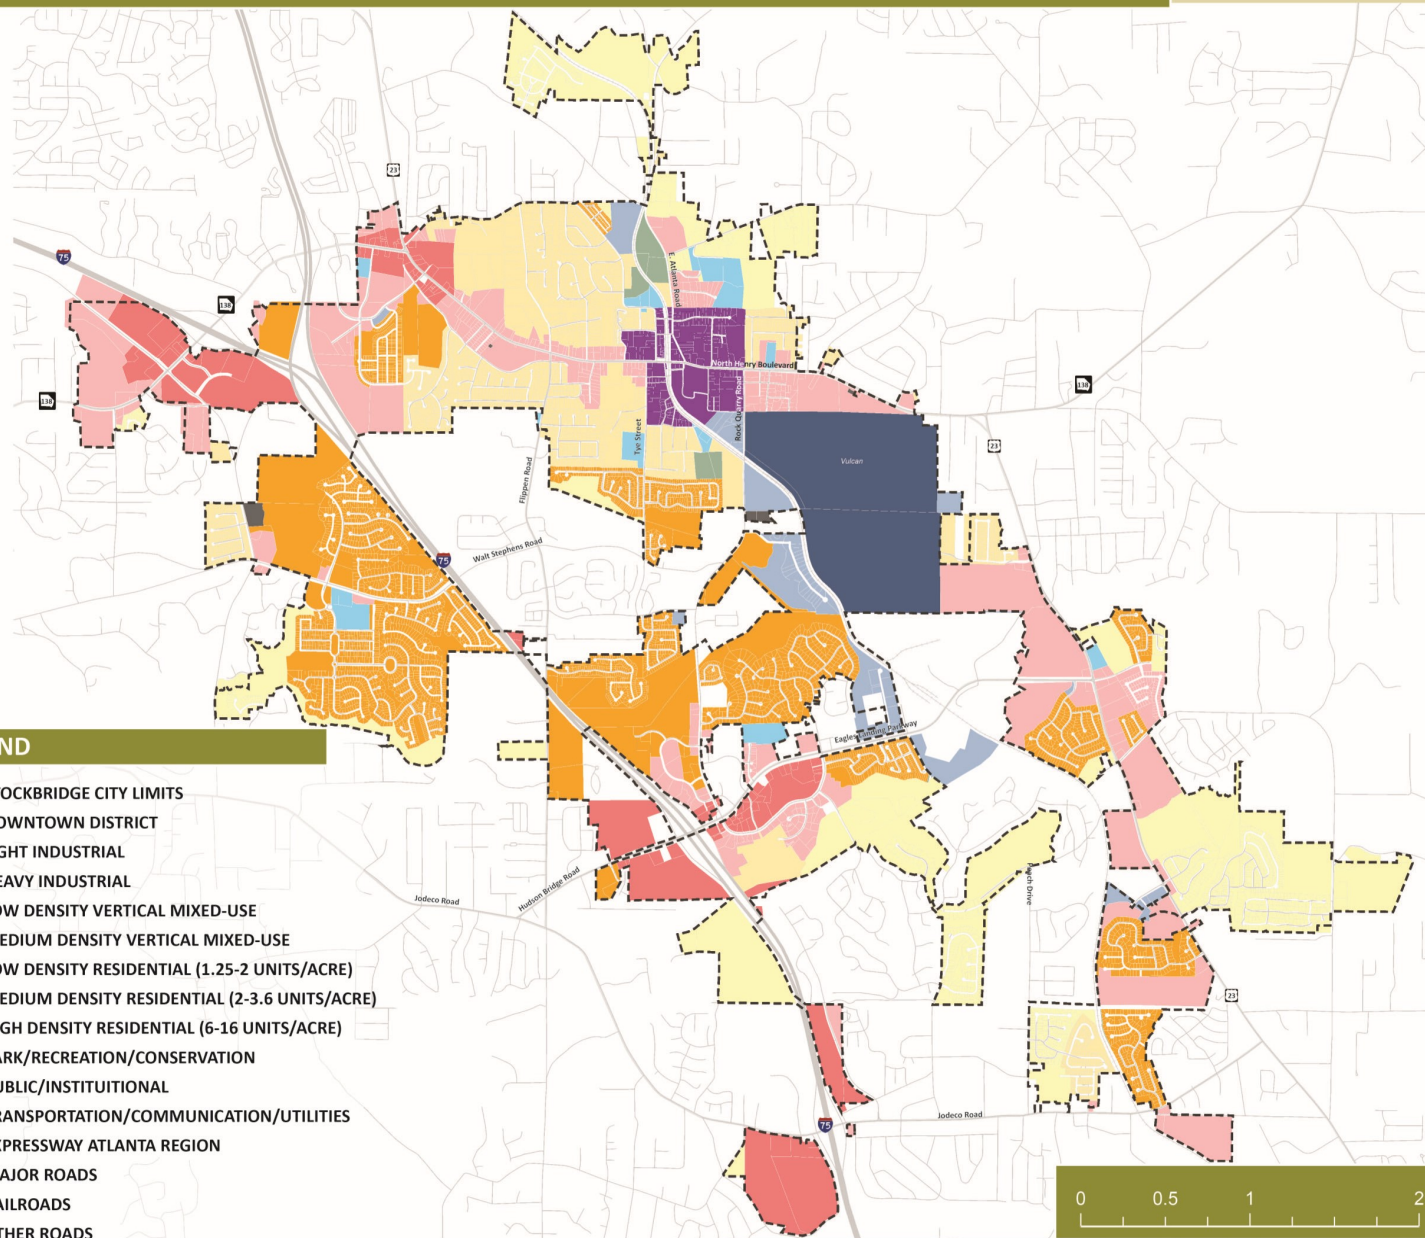 23
75
138
E. Atlanta Road
North Henry Boulevard
138
138
Rock Quarry Road
Tye Street
23
Vulcan
Flippen Road
Walt Stephens Road
75
Eagles Landing Parkway
ND
TOCKBRIDGE CITY LIMITS
OWNTOWN DISTRICT
GHT INDUSTRIAL
EAVY INDUSTRIAL
OW DENSITY VERTICAL MIXED-USE
EDIUM DENSITY VERTICAL MIXED-USE
OW DENSITY RESIDENTIAL (1.25-2 UNITS/ACRE)
EDIUM DENSITY RESIDENTIAL (2-3.6 UNITS/ACRE)
GH DENSITY RESIDENTIAL (6-16 UNITS/ACRE)
ARK/RECREATION/CONSERVATION
UBLIC/INSTITUITIONAL
RANSPORTATION/COMMUNICATION/UTILITIES
XPRESSWAY ATLANTA REGION
AJOR ROADS
AILROADS
THER ROADS
Jodeco Road
Hudson Bridge Road
Peach Drive
23
Jodeco Road
75
0 0.5 1 2